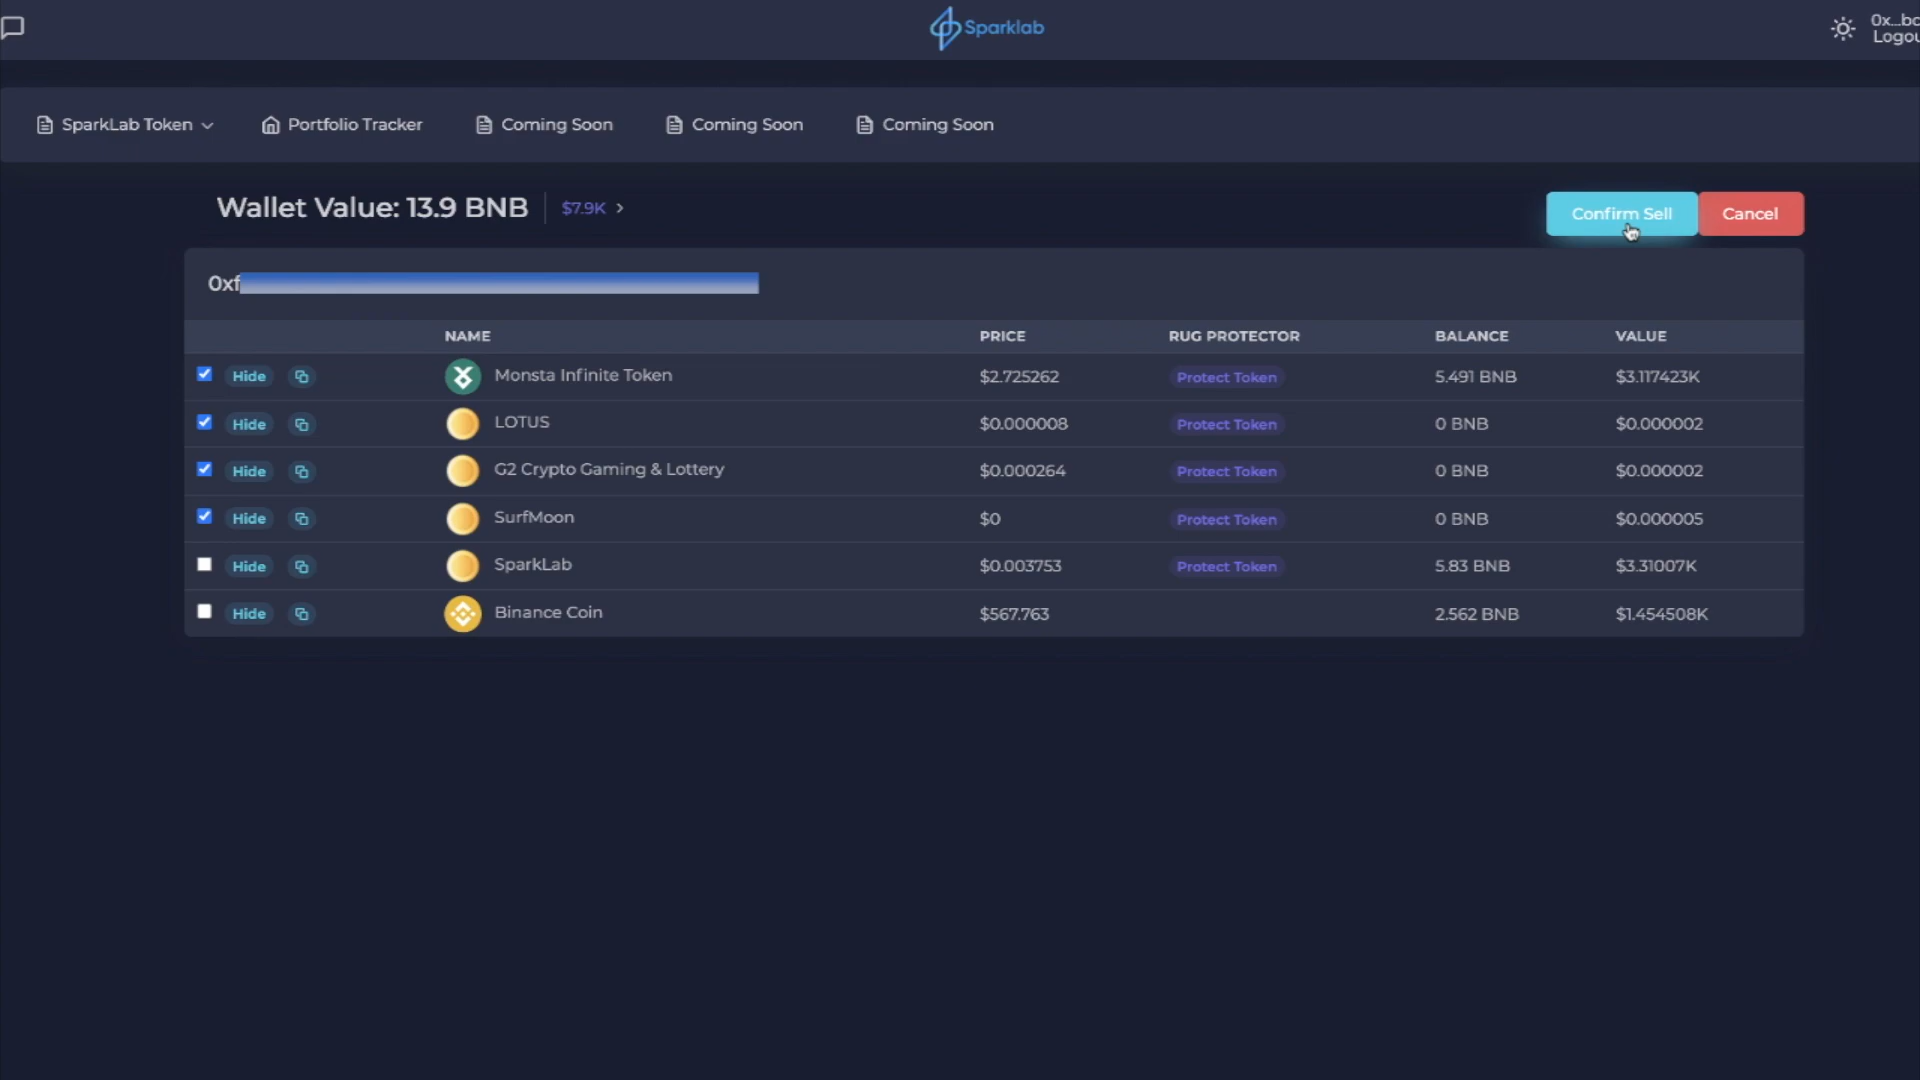 Sparklab
0x...bc
Logou
SparkLab Token
Portfolio Tracker
Coming Soon
Coming Soon
Coming Soon
Wallet Value: 13.9 BNB
$7.9K
Confirm Sell
Cancel
0xf
NAME PRICE RUG PROTECTOR BALANCE VALUE
Hide Monsta Infinite Token $2.725262 Protect Token 5.491 BNB $3.117423K
Hide LOTUS $0.000008 Protect Token 0 BNB $0.000002
Hide G2 Crypto Gaming & Lottery $0.000264 Protect Token 0 BNB $0.000002
Hide SurfMoon $0 Protect Token 0 BNB $0.000005
Hide SparkLab $0.003753 Protect Token 5.83 BNB $3.31007K
Hide Binance Coin $567.763 2.562 BNB $1.454508K